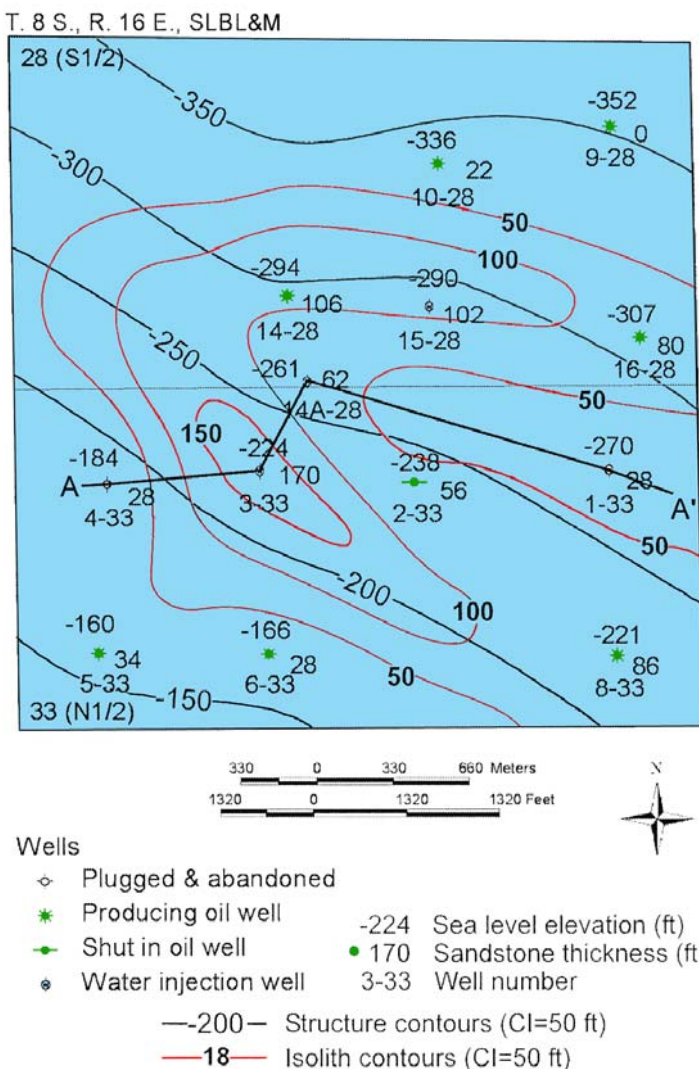 T. 8 S., R. 16 E., SLBL&M
28 (S1/2)
-350
-352
0
9-28
-336
22
10-28
-300
50
100
-294
106
14-28
-290
102
15-28
-307
80
16-28
-250
-261
62
14A-28
50
150
-184
A
28
4-33
-224
170
3-33
-238
56
2-33
-270
28
1-33
A'
50
-200
100
-160
34
5-33
-166
28
6-33
50
-221
86
8-33
-150
33 (N1/2)
330 0 330 660 Meters
1320 0 1320 1320 Feet
N
Wells
Plugged & abandoned
Producing oil well
Shut in oil well
Water injection well
-224 Sea level elevation (ft)
170 Sandstone thickness (ft
3-33 Well number
-200 Structure contours (CI=50 ft)
18 Isolith contours (CI=50 ft)